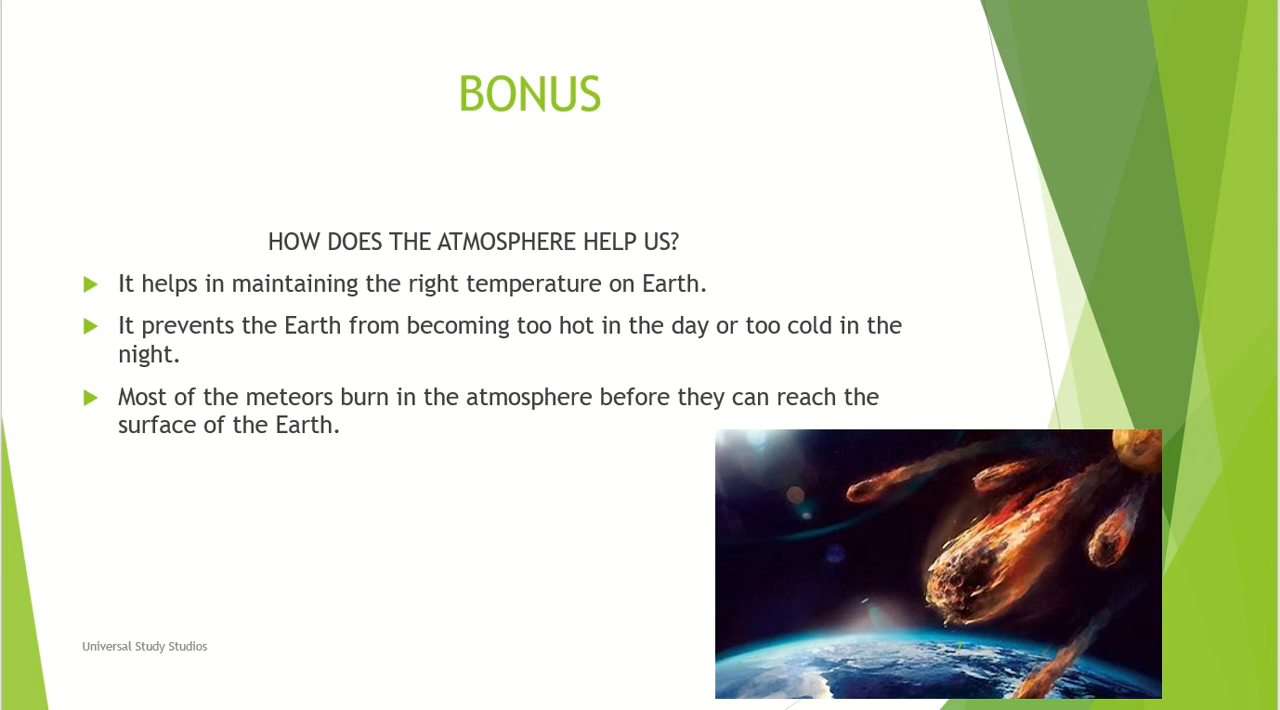 BONUS
HOW DOES THE ATMOSPHERE HELP US?
It helps in maintaining the right temperature on Earth.
It prevents the Earth from becoming too hot in the day or too cold in the
night.
Most of the meteors burn in the atmosphere before they can reach the
surface of the Earth.
Universal Study Studios